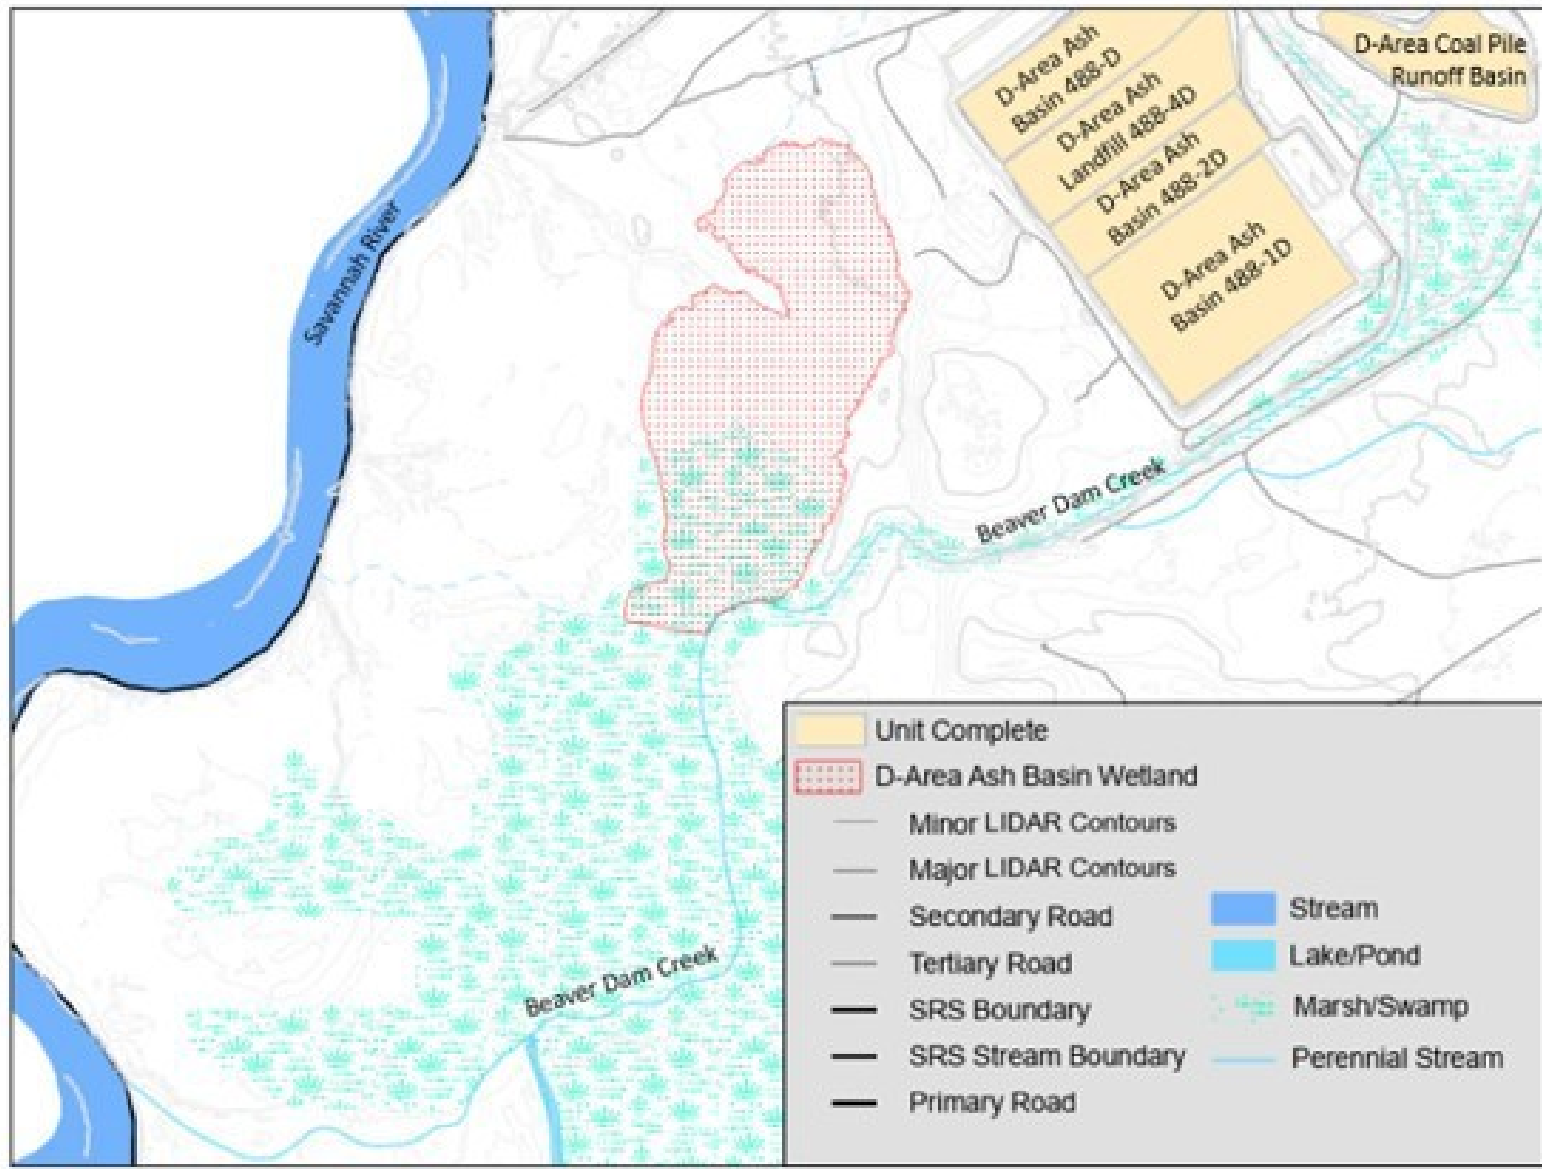 D-Area Ash
Basin 488-D
D-Area Ash
Landfill 488-4D
D-Area Ash
Basin 488-2D
D-Area Ash
Basin 488-1D
D-Area Coal Pile
Runoff Basin
Savannah River
Beaver Dam Creek
Beaver Dam Creek
Unit Complete
D-Area Ash Basin Wetland
Minor LIDAR Contours
Major LIDAR Contours
Secondary Road
Tertiary Road
SRS Boundary
SRS Stream Boundary
Primary Road
Stream
Lake/Pond
Marsh/Swamp
Perennial Stream